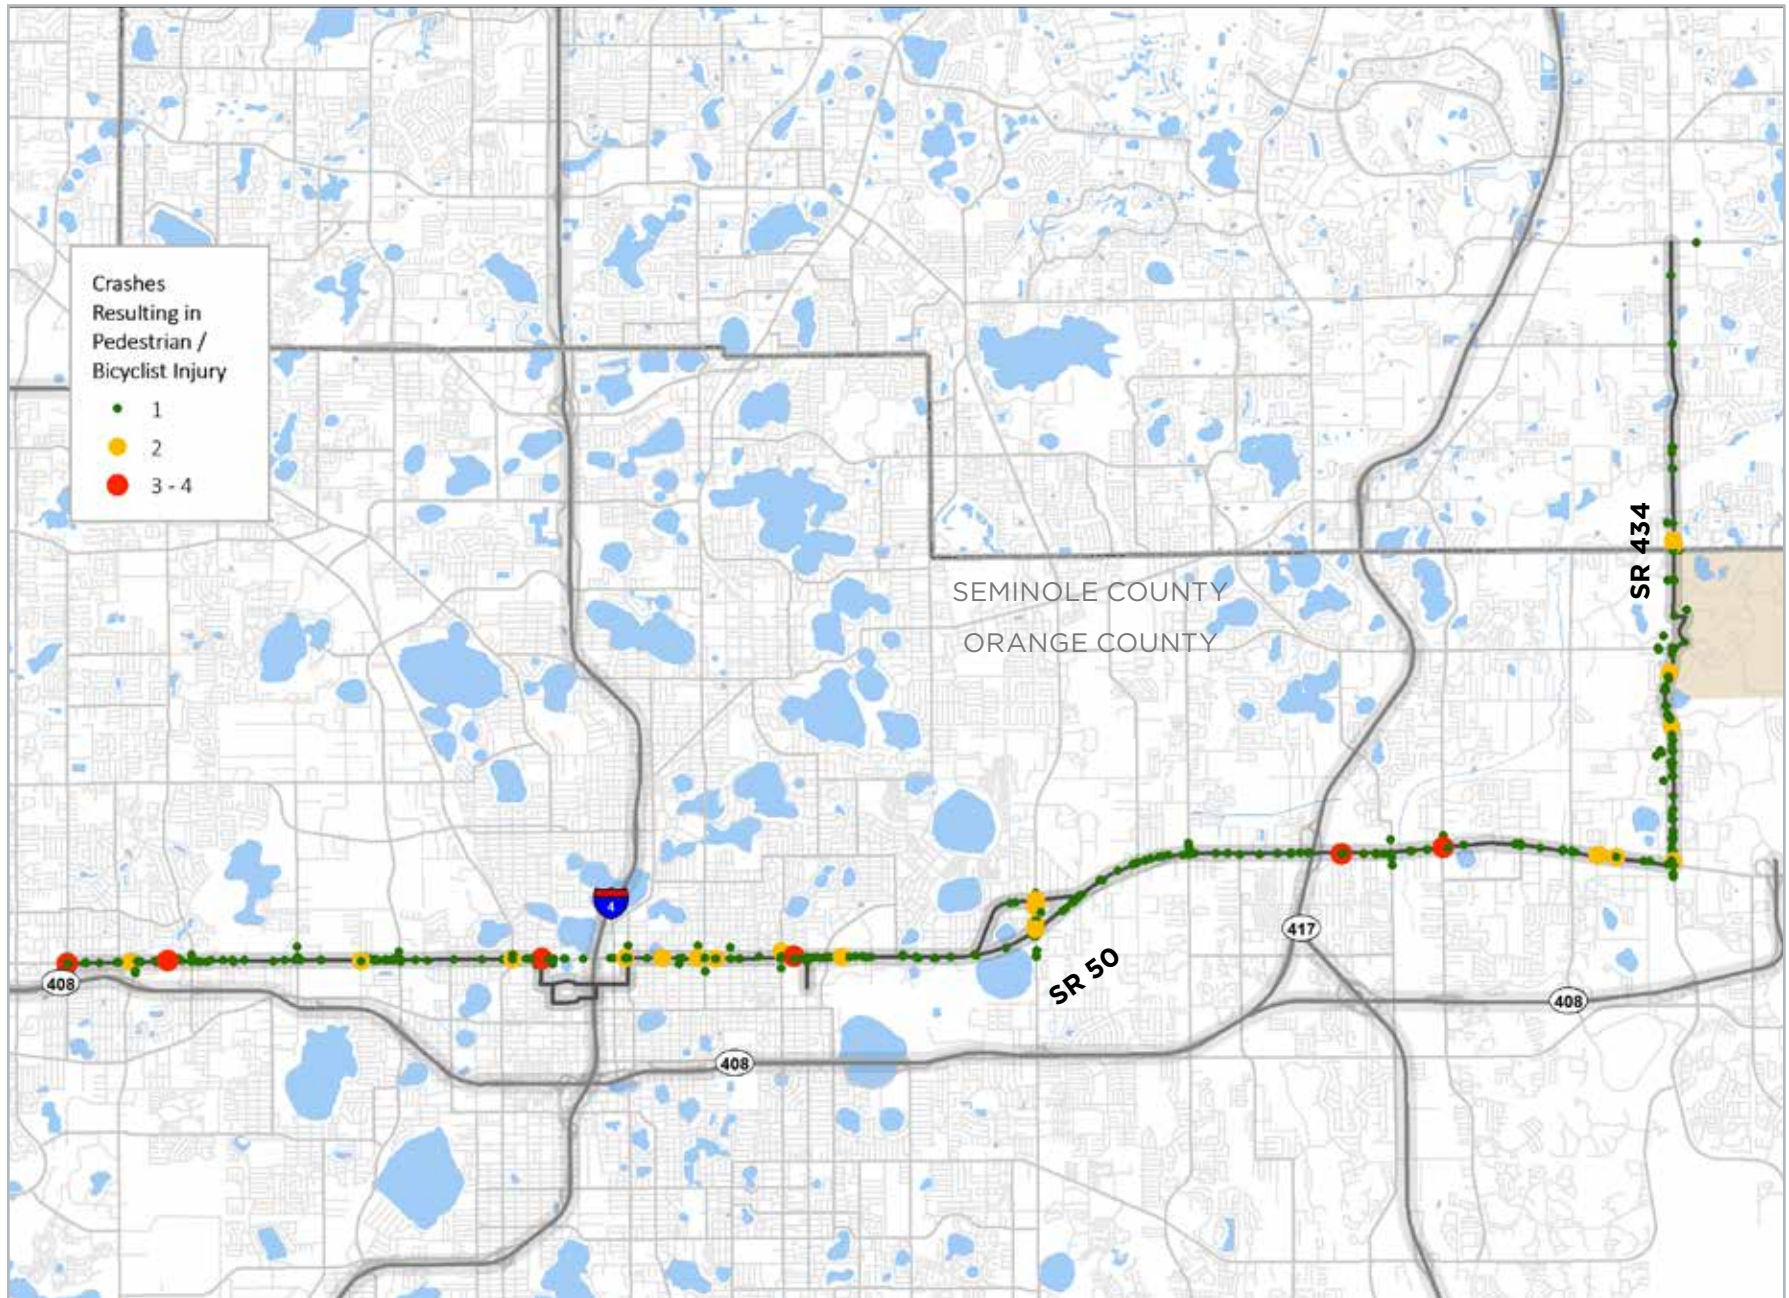 Crashes
Resulting in
Pedestrian /
Bicyclist Injury
1
2
3 - 4
SR 434
SEMINOLE COUNTY
ORANGE COUNTY
4
417
408
SR 50
408
408